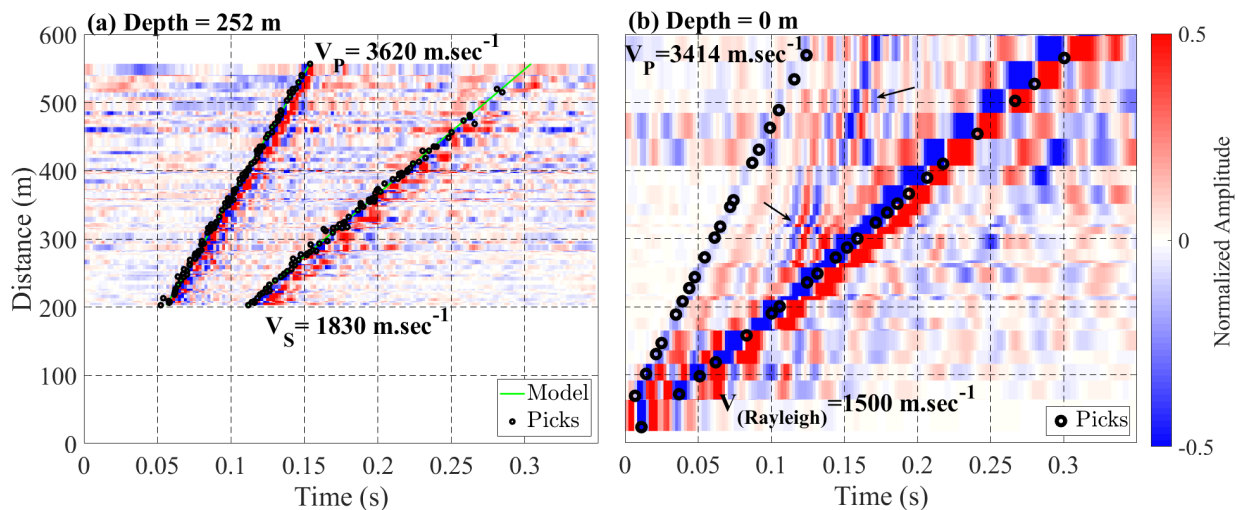 (a) Depth = 252 m
V_P = 3620 m.sec⁻¹
V_S = 1830 m.sec⁻¹
Model
Picks
600
500
400
300
200
100
0
Distance (m)
0 0.05 0.1 0.15 0.2 0.25 0.3
Time (s)
(b) Depth = 0 m
V_P=3414 m.sec⁻¹
V_(Rayleigh) =1500 m.sec⁻¹
Picks
0 0.05 0.1 0.15 0.2 0.25 0.3
Time (s)
0.5
0
-0.5
Normalized Amplitude